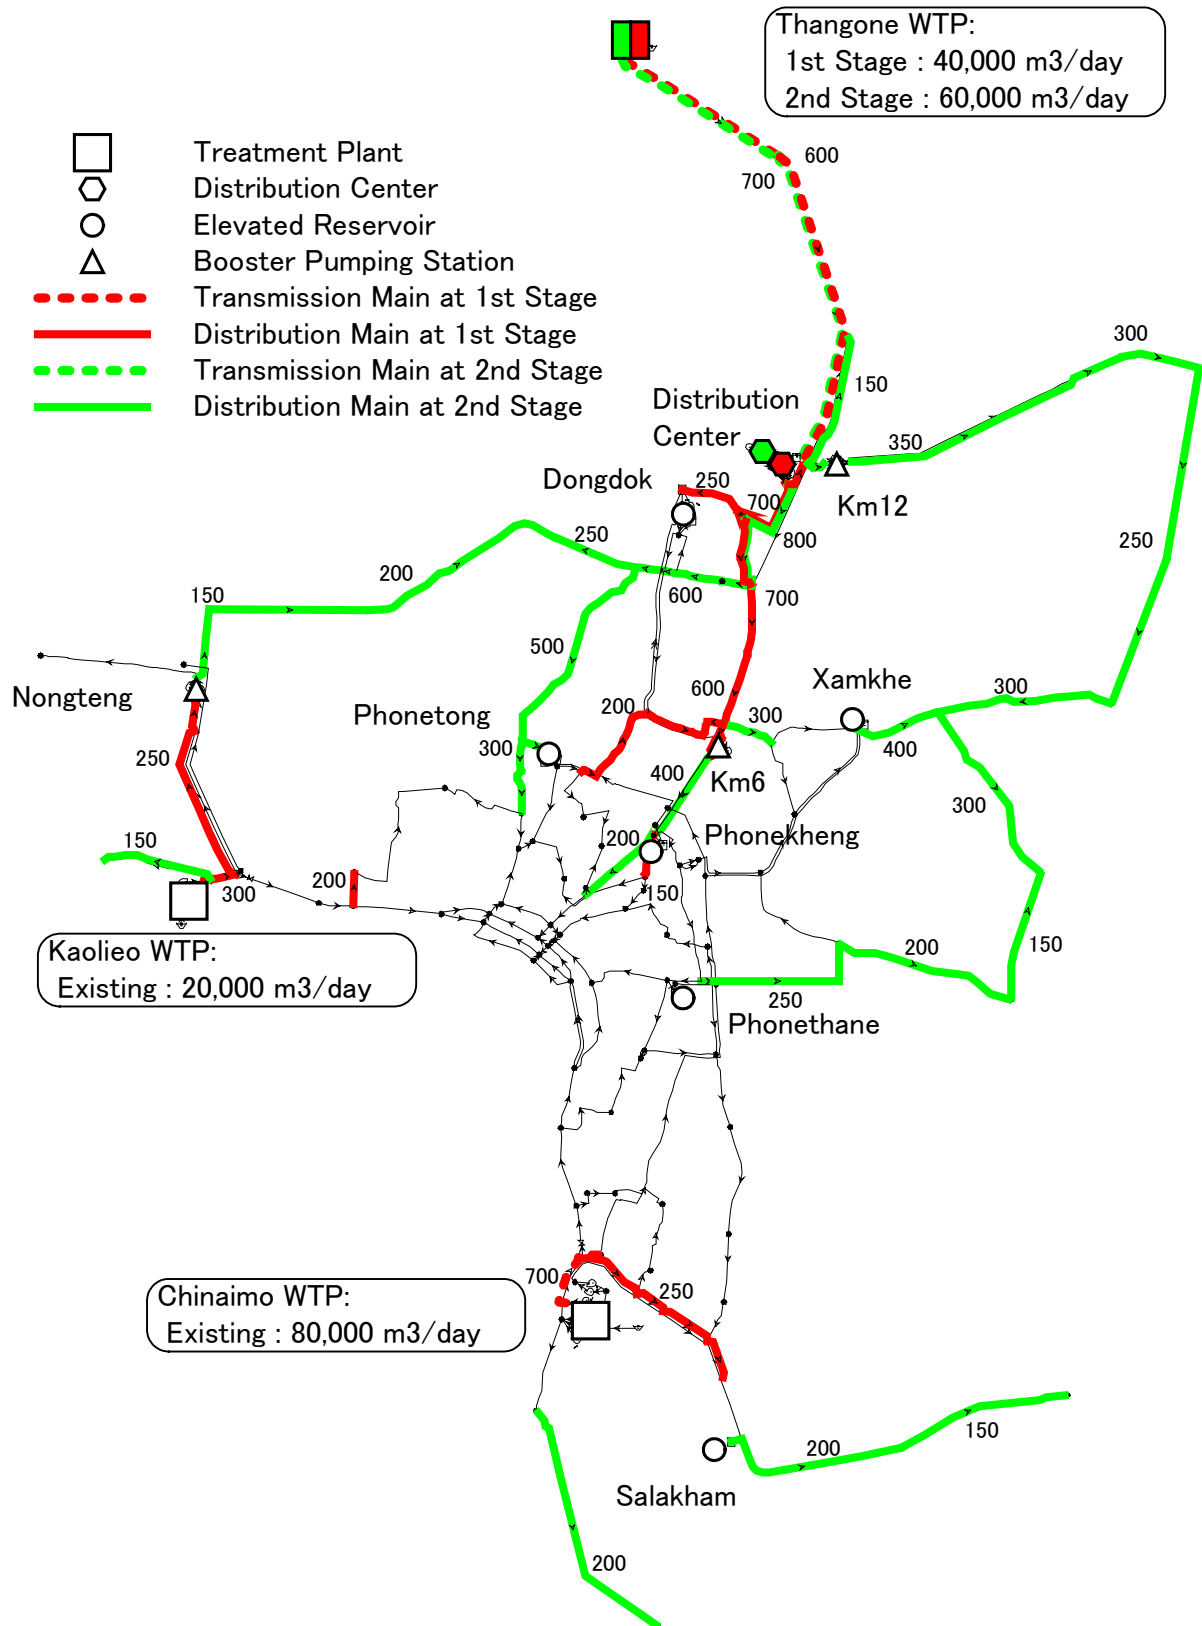 Thangone WTP:
1st Stage : 40,000 m3/day
2nd Stage : 60,000 m3/day
Treatment Plant
Distribution Center
Elevated Reservoir
Booster Pumping Station
Transmission Main at 1st Stage
Distribution Main at 1st Stage
Transmission Main at 2nd Stage
Distribution Main at 2nd Stage
600
700
300
150
Distribution
Center
350
Km12
Dongdok
250
700
800
250
250
200
600
700
150
500
Nongteng
Xamkhe
600
300
Phonetong
200
300
400
300
250
400
Km6
300
Phonekheng
150
200
200
300
150
200
150
Kaolieo WTP:
Existing : 20,000 m3/day
250
Phonethane
700
250
Chinaimo WTP:
Existing : 80,000 m3/day
150
200
Salakham
200